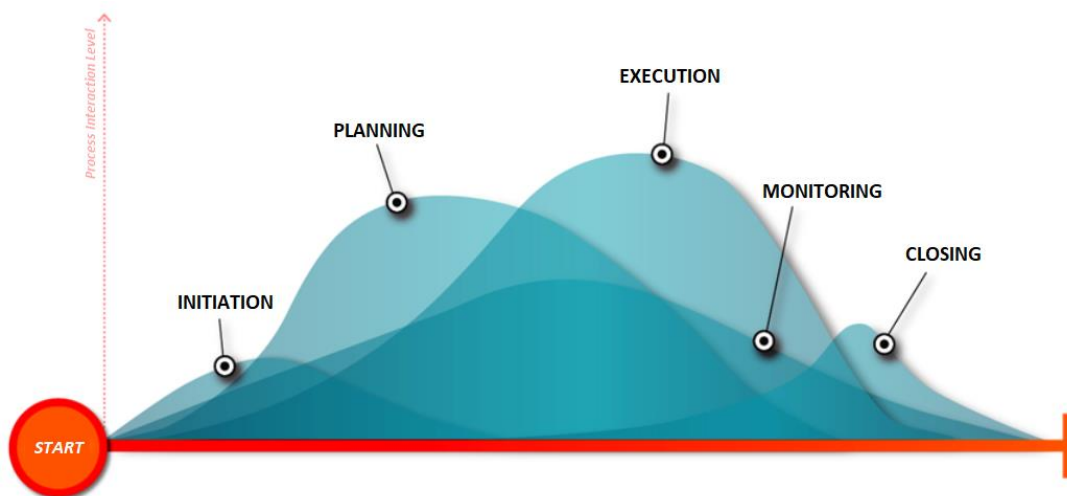 Process Interaction Level
EXECUTION
PLANNING
MONITORING
CLOSING
INITIATION
START